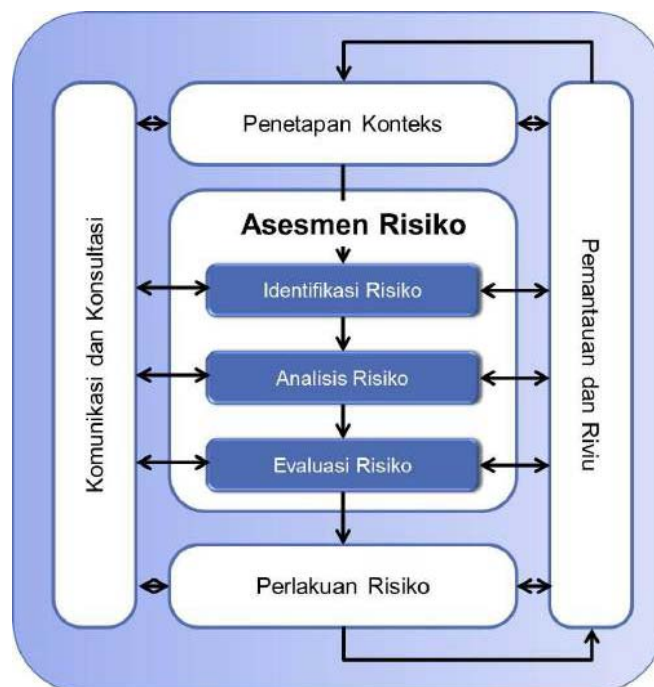 Penetapan Konteks
Komunikasi dan Konsultasi
Asesmen Risiko
Identifikasi Risiko
Analisis Risiko
Evaluasi Risiko
Pemantauan dan Riviu
Perlakuan Risiko